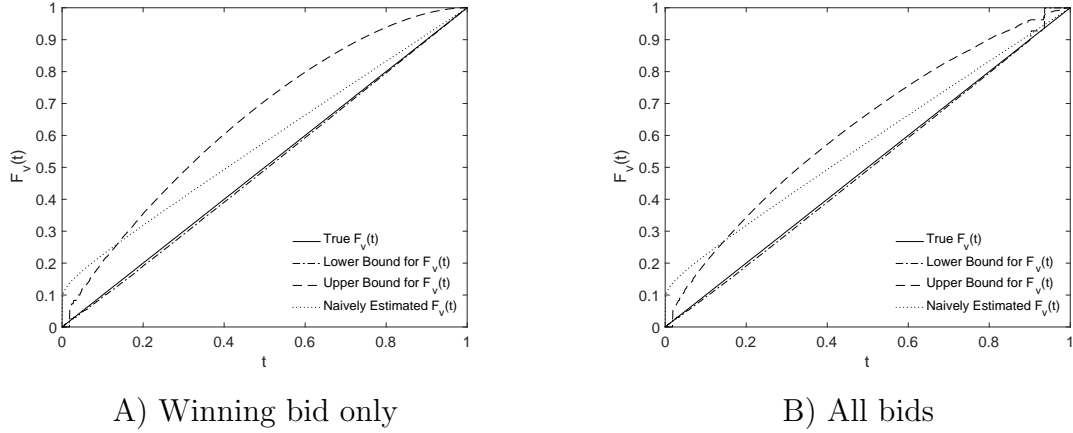 1
0.9
0.8
0.7
0.6
0.5
0.4
0.3
0.2
0.1
0
F_v(t)
True F_v(t)
Lower Bound for F_v(t)
Upper Bound for F_v(t)
Naively Estimated F_v(t)
0 0.2 0.4 0.6 0.8 1
t
A) Winning bid only
1
0.9
0.8
0.7
0.6
0.5
0.4
0.3
0.2
0.1
0
F_v(t)
True F_v(t)
Lower Bound for F_v(t)
Upper Bound for F_v(t)
Naively Estimated F_v(t)
0 0.2 0.4 0.6 0.8 1
t
B) All bids